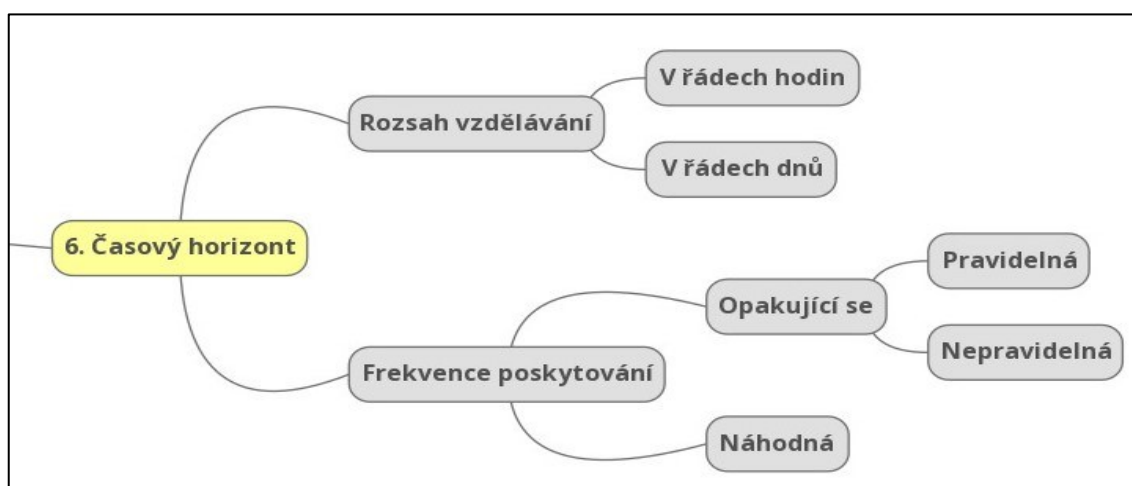 6. Časový horizont
Rozsah vzdělávání
V řádech hodin
V řádech dnů
Frekvence poskytování
Opakující se
Pravidelná
Nepravidelná
Náhodná